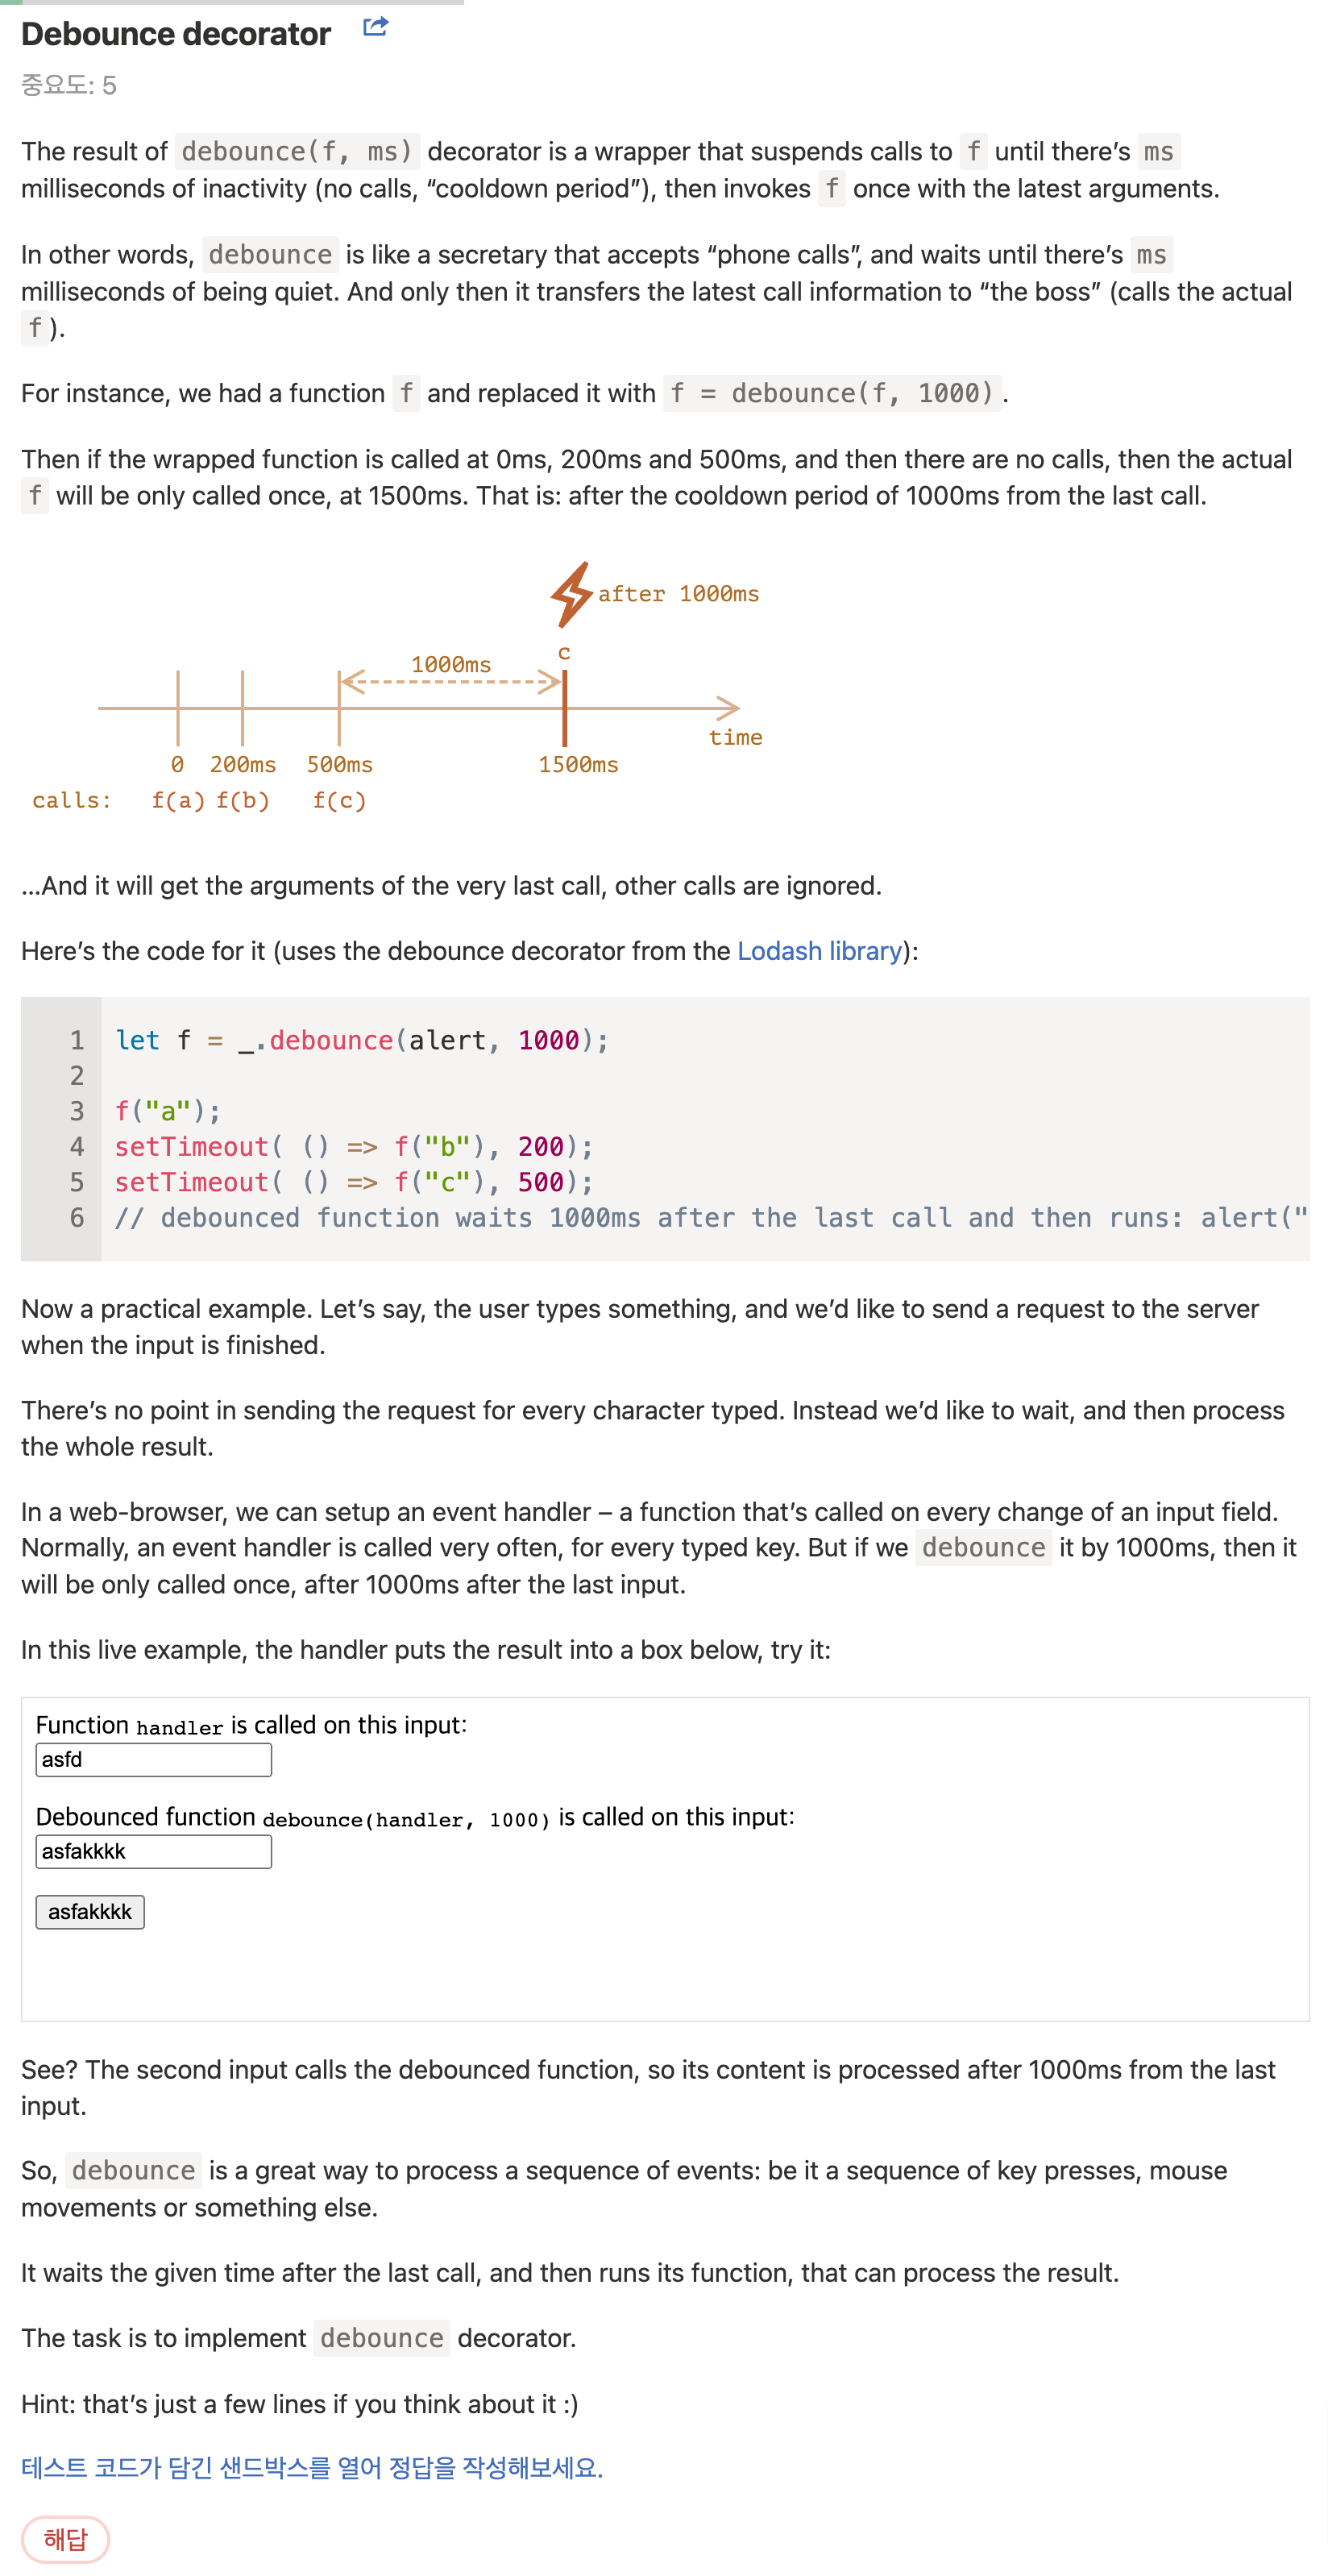 Debounce decorator
중요도: 5
The result of debounce(f, ms) decorator is a wrapper that suspends calls to f until there’s ms
milliseconds of inactivity (no calls, “cooldown period”), then invokes f once with the latest arguments.
In other words, debounce is like a secretary that accepts “phone calls”, and waits until there’s ms
milliseconds of being quiet. And only then it transfers the latest call information to “the boss” (calls the actual
f).
For instance, we had a function f and replaced it with f = debounce(f, 1000).
Then if the wrapped function is called at 0ms, 200ms and 500ms, and then there are no calls, then the actual
f will be only called once, at 1500ms. That is: after the cooldown period of 1000ms from the last call.
after 1000ms
c
1000ms
time
0 200ms 500ms 1500ms
calls: f(a) f(b) f(c)
…And it will get the arguments of the very last call, other calls are ignored.
Here’s the code for it (uses the debounce decorator from the Lodash library):
1 let f = _.debounce(alert, 1000);
2
3 f("a");
4 setTimeout( () => f("b"), 200);
5 setTimeout( () => f("c"), 500);
6 // debounced function waits 1000ms after the last call and then runs: alert("
Now a practical example. Let’s say, the user types something, and we’d like to send a request to the server
when the input is finished.
There’s no point in sending the request for every character typed. Instead we’d like to wait, and then process
the whole result.
In a web-browser, we can setup an event handler – a function that’s called on every change of an input field.
Normally, an event handler is called very often, for every typed key. But if we debounce it by 1000ms, then it
will be only called once, after 1000ms after the last input.
In this live example, the handler puts the result into a box below, try it:
Function handler is called on this input:
asfd
Debounced function debounce(handler, 1000) is called on this input:
asfakkkk
asfakkkk
See? The second input calls the debounced function, so its content is processed after 1000ms from the last
input.
So, debounce is a great way to process a sequence of events: be it a sequence of key presses, mouse
movements or something else.
It waits the given time after the last call, and then runs its function, that can process the result.
The task is to implement debounce decorator.
Hint: that’s just a few lines if you think about it :)
테스트 코드가 담긴 샌드박스를 열어 정답을 작성해보세요.
해답